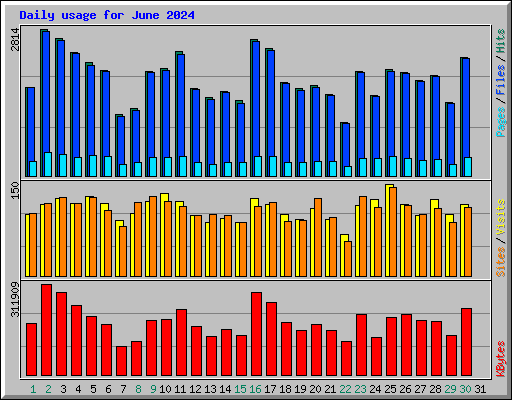 Daily usage for June 2024
2814
Pages / Files / Hits
150
Sites / Visits
311909
KBytes
1 2 3 4 5 6 7 8 9 10 11 12 13 14 15 16 17 18 19 20 21 22 23 24 25 26 27 28 29 30 31